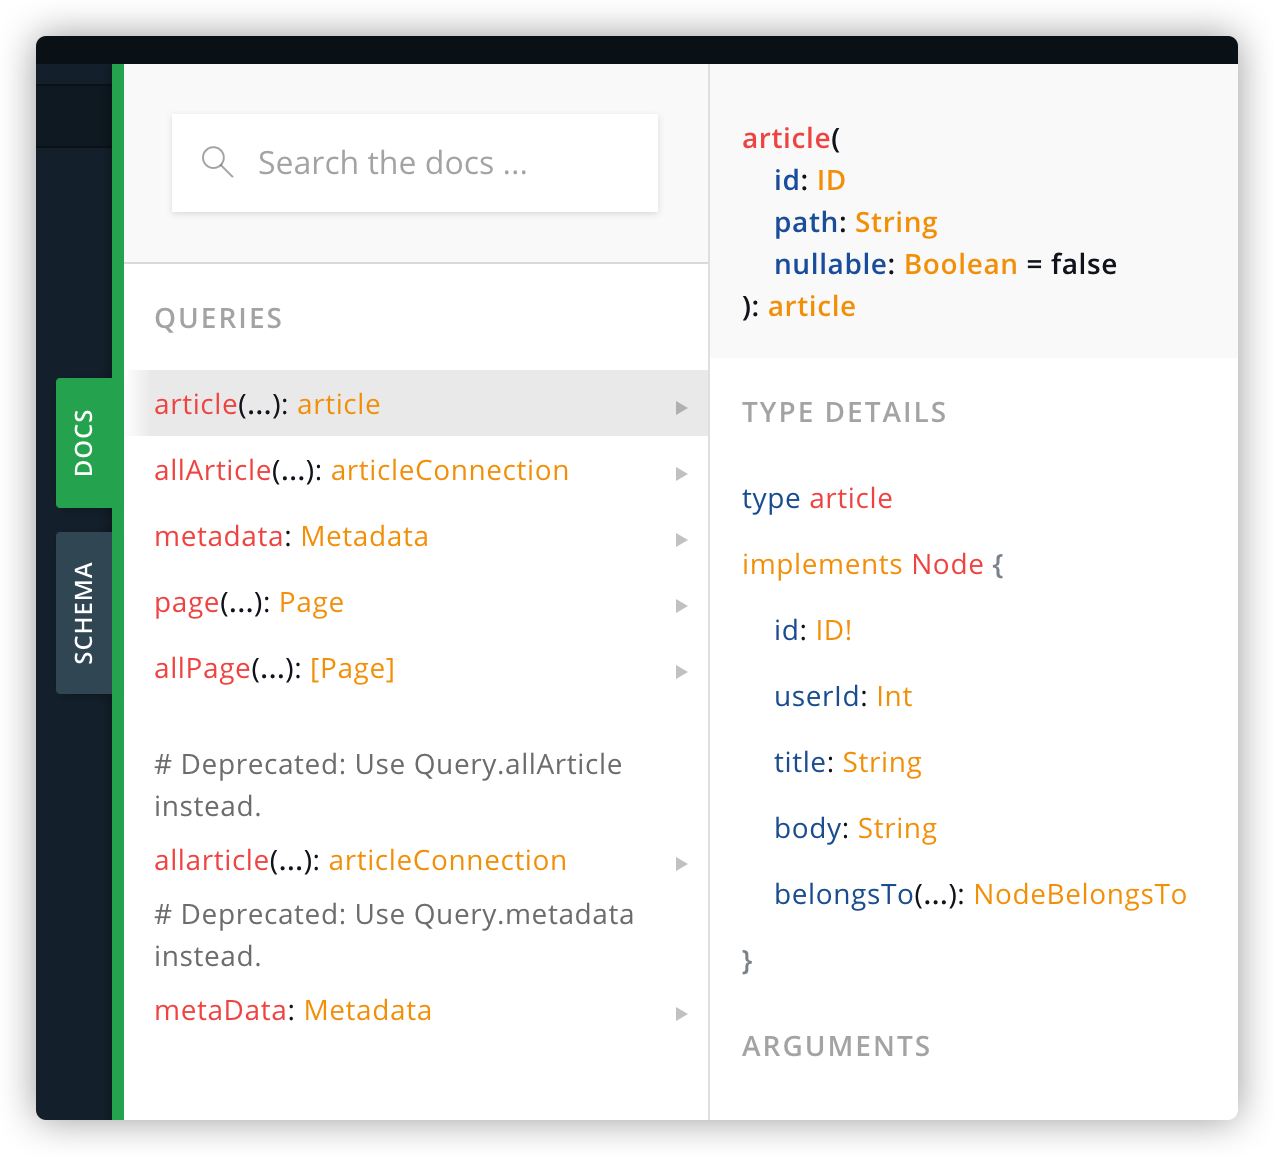 DOCS
SCHEMA
Search the docs ...
QUERIES
article(...): article
allArticle(...): articleConnection
metadata: Metadata
page(...): Page
allPage(...): [Page]
# Deprecated: Use Query.allArticle
instead.
allarticle(...): articleConnection
# Deprecated: Use Query.metadata
instead.
metaData: Metadata
article(
id: ID
path: String
nullable: Boolean = false
): article
TYPE DETAILS
type article
implements Node {
id: ID!
userId: Int
title: String
body: String
belongsTo(...): NodeBelongsTo
}
ARGUMENTS